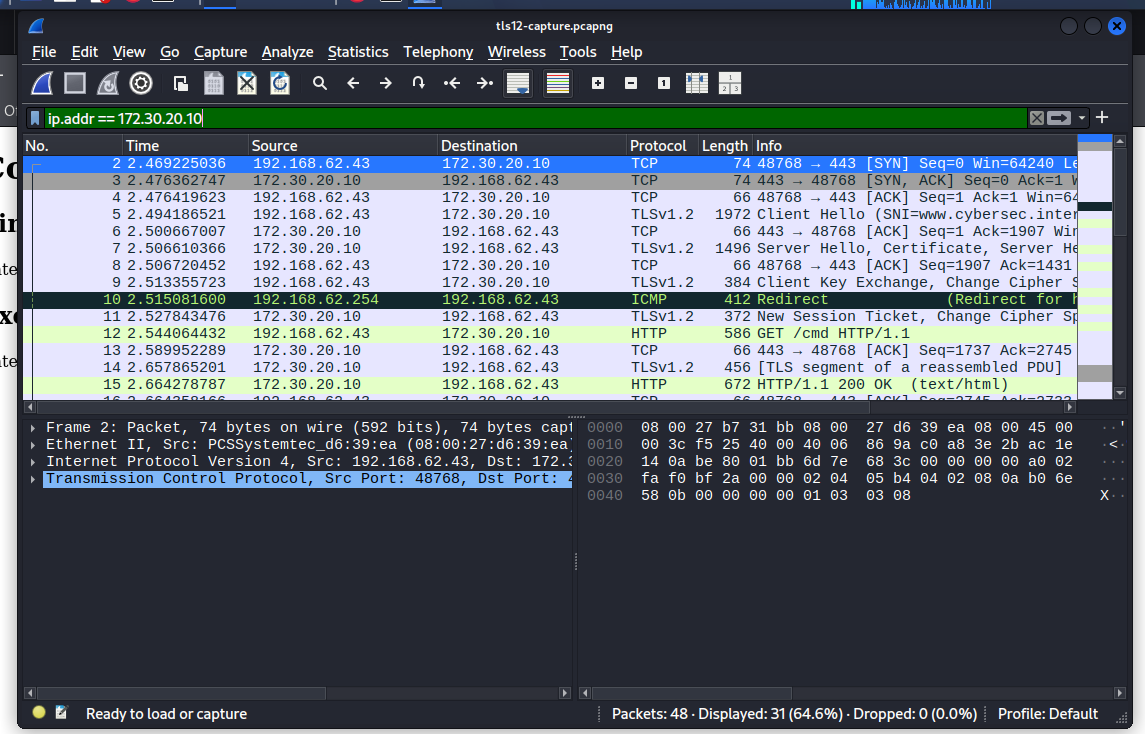 tls12-capture.pcapng
File Edit View Go Capture Analyze Statistics Telephony Wireless Tools Help
ip.addr == 172.30.20.10
No. Time Source Destination Protocol Length Info
2 2.469225036 192.168.62.43 172.30.20.10 TCP 74 48768 → 443 [SYN] Seq=0 Win=64240 Le
3 2.476362747 172.30.20.10 192.168.62.43 TCP 74 443 → 48768 [SYN, ACK] Seq=0 Ack=1 W
4 2.476419623 192.168.62.43 172.30.20.10 TCP 66 48768 → 443 [ACK] Seq=1 Ack=1 Win=64
5 2.494186521 192.168.62.43 172.30.20.10 TLSv1.2 1972 Client Hello (SNI=www.cybersec.inter
6 2.500667007 172.30.20.10 192.168.62.43 TCP 66 443 → 48768 [ACK] Seq=1 Ack=1907 Win
7 2.506610366 172.30.20.10 192.168.62.43 TLSv1.2 1496 Server Hello, Certificate, Server He
8 2.506720452 192.168.62.43 172.30.20.10 TCP 66 48768 → 443 [ACK] Seq=1907 Ack=1431
9 2.513355723 192.168.62.43 172.30.20.10 TLSv1.2 384 Client Key Exchange, Change Cipher S
10 2.515081600 192.168.62.254 192.168.62.43 ICMP 412 Redirect (Redirect for h
11 2.527843476 172.30.20.10 192.168.62.43 TLSv1.2 372 New Session Ticket, Change Cipher Sp
12 2.544064432 192.168.62.43 172.30.20.10 HTTP 586 GET /cmd HTTP/1.1
13 2.589952289 172.30.20.10 192.168.62.43 TCP 66 443 → 48768 [ACK] Seq=1737 Ack=2745
14 2.657865201 172.30.20.10 192.168.62.43 TLSv1.2 456 [TLS segment of a reassembled PDU]
15 2.664278787 172.30.20.10 192.168.62.43 HTTP 672 HTTP/1.1 200 OK (text/html)
Frame 2: Packet, 74 bytes on wire (592 bits), 74 bytes capt
Ethernet II, Src: PCSSystemtec_d6:39:ea (08:00:27:d6:39:ea)
Internet Protocol Version 4, Src: 192.168.62.43, Dst: 172.3
Transmission Control Protocol, Src Port: 48768, Dst Port: 4
0000 08 00 27 b7 31 bb 08 00 27 d6 39 ea 08 00 45 00 ··'
0010 00 3c f5 25 40 00 40 06 86 9a c0 a8 3e 2b ac 1e ·<·
0020 14 0a be 80 01 bb 6d 7e 68 3c 00 00 00 00 a0 02 ···
0030 fa f0 bf 2a 00 00 02 04 05 b4 04 02 08 0a b0 6e ···
0040 58 0b 00 00 00 00 01 03 03 08 X··
Ready to load or capture
Packets: 48 · Displayed: 31 (64.6%) · Dropped: 0 (0.0%)
Profile: Default